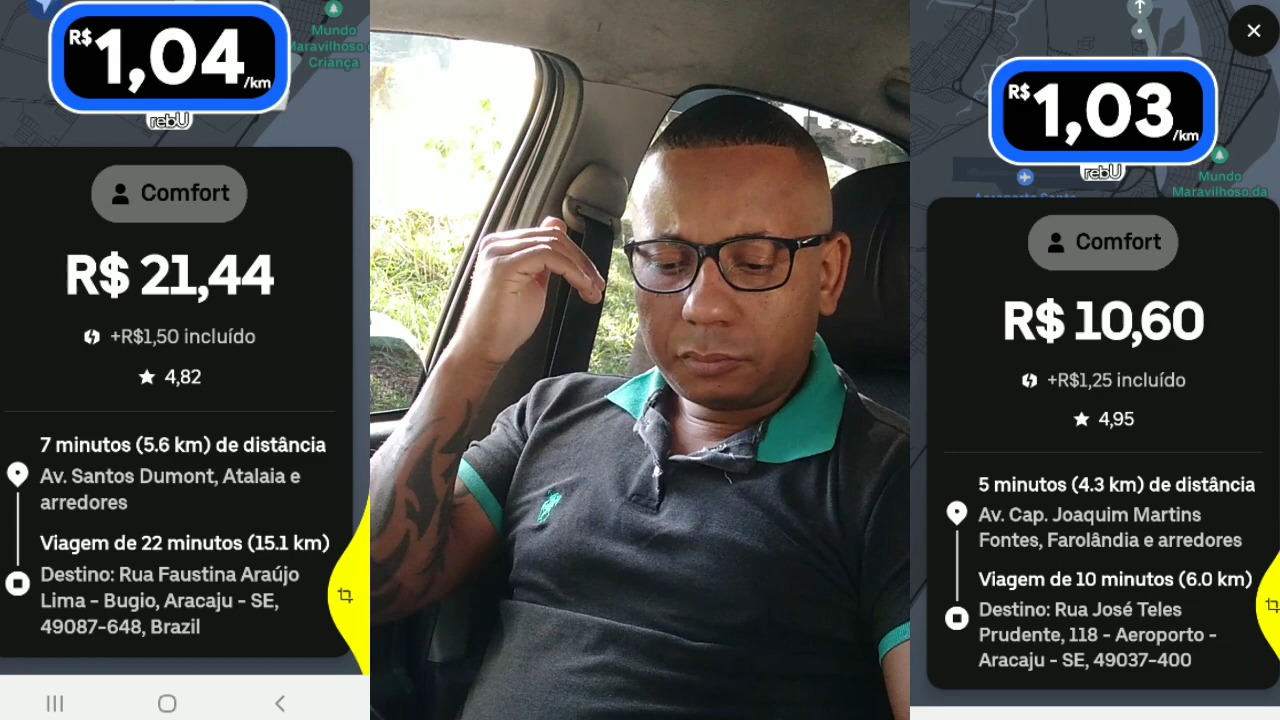 Mundo
Maravilhoso
Criança
R$ 1,04 /km
rebU
Comfort
R$ 21,44
+R$1,50 incluído
4,82
7 minutos (5.6 km) de distância
Av. Santos Dumont, Atalaia e
arredores
Viagem de 22 minutos (15.1 km)
Destino: Rua Faustina Araújo
Lima - Bugio, Aracaju - SE,
49087-648, Brazil
R$ 1,03 /km
rebU
Mundo
Maravilhoso da
Comfort
R$ 10,60
+R$1,25 incluído
4,95
5 minutos (4.3 km) de distância
Av. Cap. Joaquim Martins
Fontes, Farolândia e arredores
Viagem de 10 minutos (6.0 km)
Destino: Rua José Teles
Prudente, 118 - Aeroporto -
Aracaju - SE, 49037-400